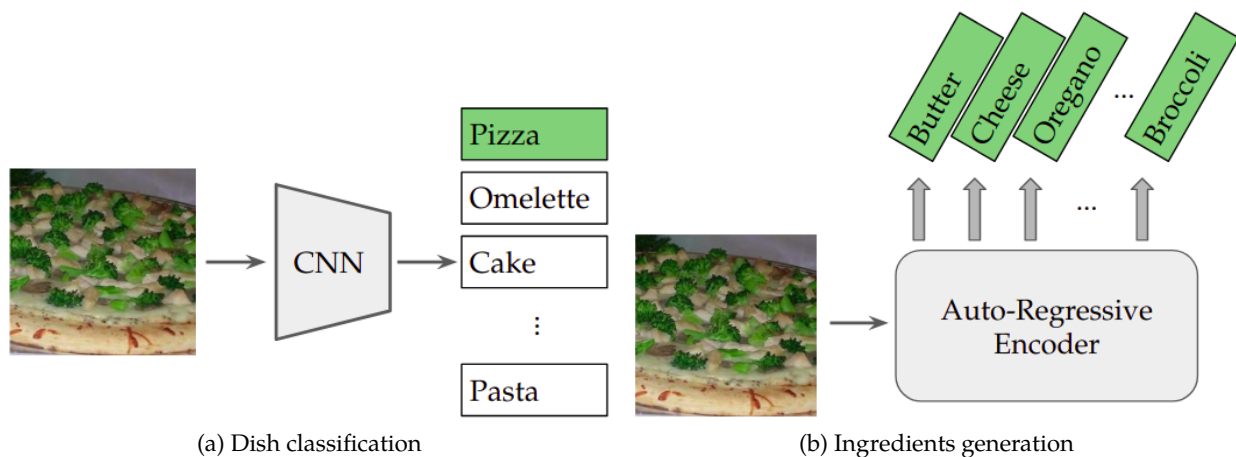 Pizza
Omelette
Cake
⋮
Pasta
CNN
(a) Dish classification
Butter
Cheese
Oregano
...
Broccoli
...
Auto-Regressive
Encoder
(b) Ingredients generation